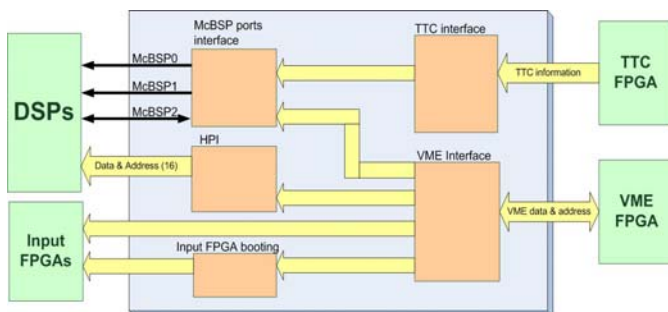 McBSP ports
interface
TTC interface
McBSP0
McBSP1
McBSP2
DSPs
TTC information
TTC
FPGA
HPI
VME Interface
Data & Address (16)
VME data & address
VME
FPGA
Input
FPGAs
Input FPGA booting